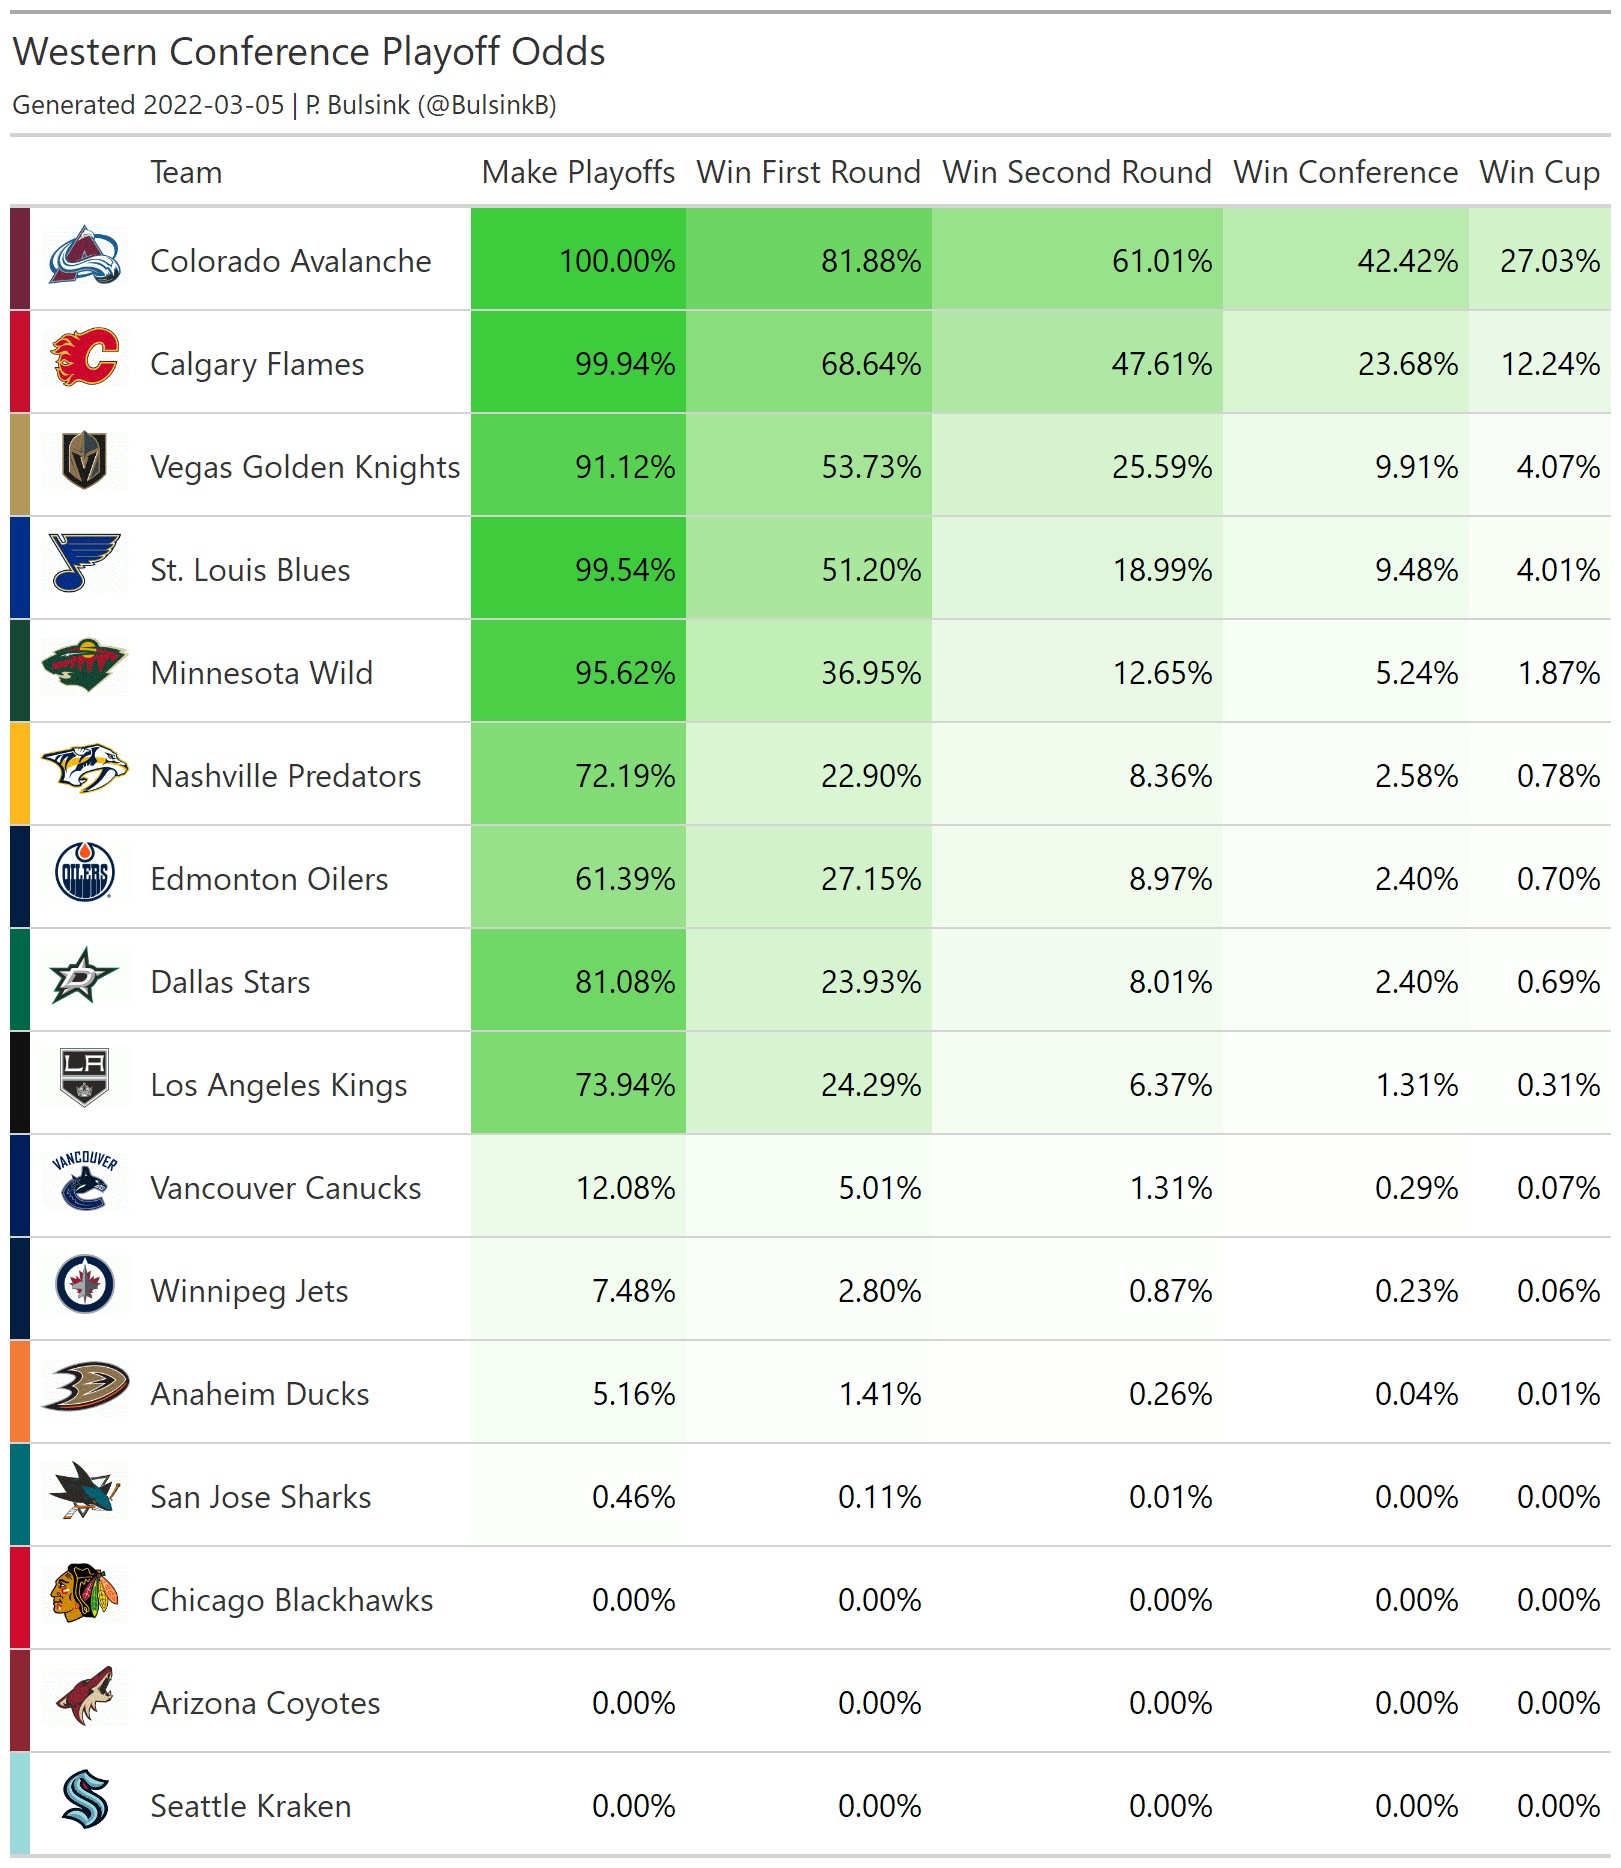 Western Conference Playoff Odds
Generated 2022-03-05 | P. Bulsink (@BulsinkB)
Team Make Playoffs Win First Round Win Second Round Win Conference Win Cup
Colorado Avalanche 100.00% 81.88% 61.01% 42.42% 27.03%
Calgary Flames 99.94% 68.64% 47.61% 23.68% 12.24%
Vegas Golden Knights 91.12% 53.73% 25.59% 9.91% 4.07%
St. Louis Blues 99.54% 51.20% 18.99% 9.48% 4.01%
Minnesota Wild 95.62% 36.95% 12.65% 5.24% 1.87%
Nashville Predators 72.19% 22.90% 8.36% 2.58% 0.78%
OILERS Edmonton Oilers 61.39% 27.15% 8.97% 2.40% 0.70%
D Dallas Stars 81.08% 23.93% 8.01% 2.40% 0.69%
LA Los Angeles Kings 73.94% 24.29% 6.37% 1.31% 0.31%
VANCOUVER Vancouver Canucks 12.08% 5.01% 1.31% 0.29% 0.07%
Winnipeg Jets 7.48% 2.80% 0.87% 0.23% 0.06%
Anaheim Ducks 5.16% 1.41% 0.26% 0.04% 0.01%
San Jose Sharks 0.46% 0.11% 0.01% 0.00% 0.00%
Chicago Blackhawks 0.00% 0.00% 0.00% 0.00% 0.00%
Arizona Coyotes 0.00% 0.00% 0.00% 0.00% 0.00%
Seattle Kraken 0.00% 0.00% 0.00% 0.00% 0.00%